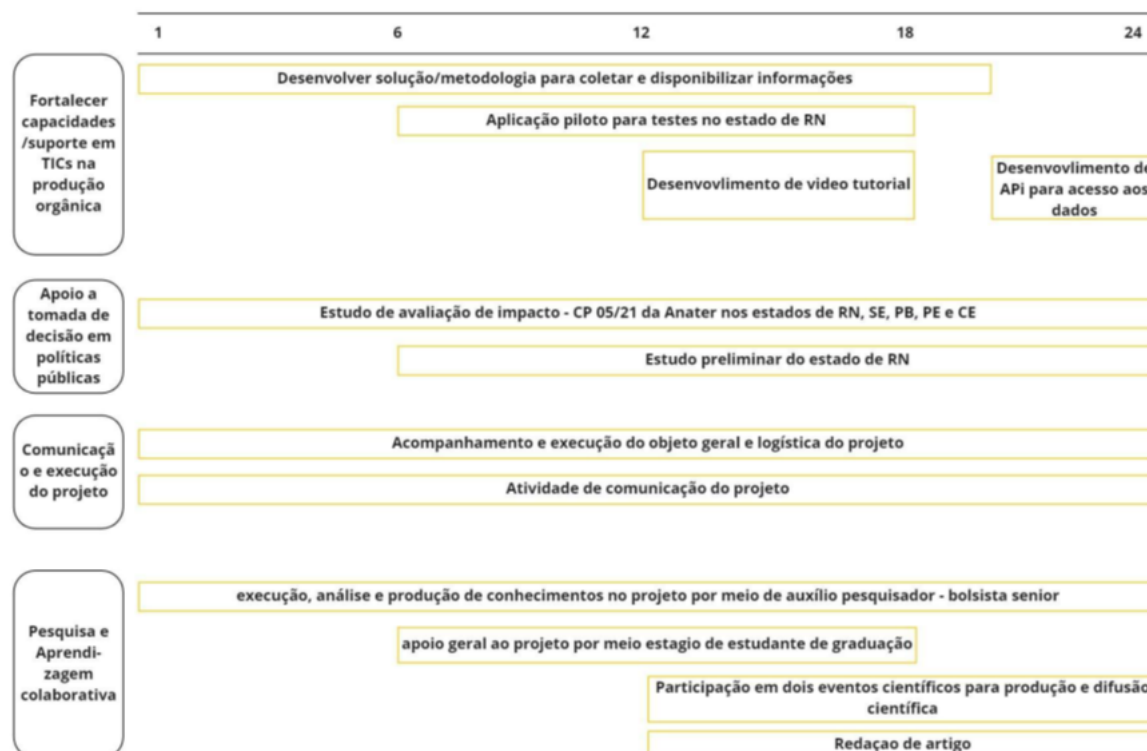 1 6 12 18 24
Fortalecer
capacidades
/suporte em
TICs na
produção
orgânica
Desenvolver solução/metodologia para coletar e disponibilizar informações
Aplicação piloto para testes no estado de RN
Desenvovlimento de video tutorial
Desenvovlimento de
APi para acesso aos
dados
Apoio a
tomada de
decisão em
políticas
públicas
Estudo de avaliação de impacto - CP 05/21 da Anater nos estados de RN, SE, PB, PE e CE
Estudo preliminar do estado de RN
Comunicaçã
o e execução
do projeto
Acompanhamento e execução do objeto geral e logística do projeto
Atividade de comunicação do projeto
Pesquisa e
Aprendi-
zagem
colaborativa
execução, análise e produção de conhecimentos no projeto por meio de auxílio pesquisador - bolsista senior
apoio geral ao projeto por meio estagio de estudante de graduação
Participação em dois eventos científicos para produção e difusão
científica
Redaçao de artigo